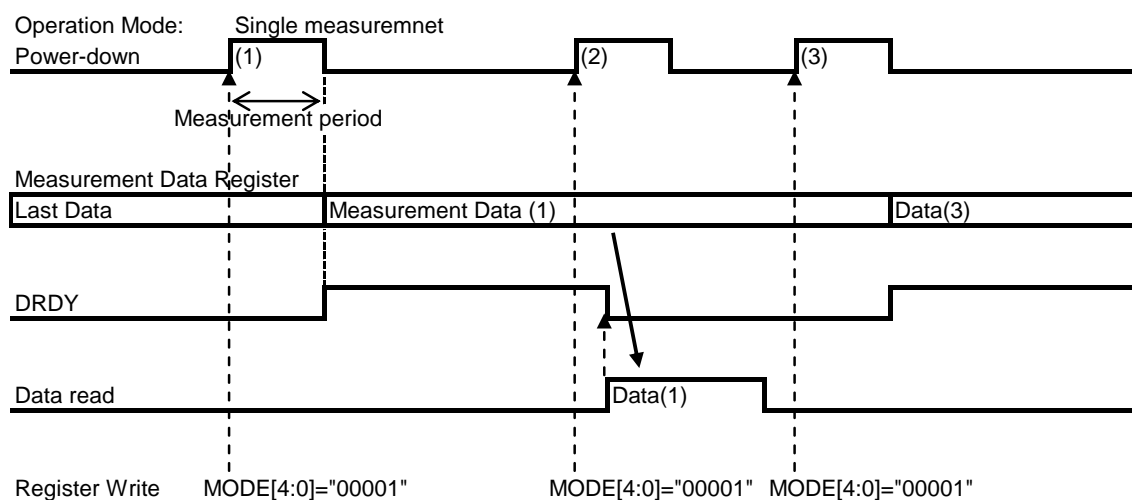 Operation Mode: Single measuremnet
Power-down (1) (2) (3)
Measurement period
Measurement Data Register
Last Data Measurement Data (1) Data(3)
DRDY
Data read Data(1)
Register Write MODE[4:0]="00001" MODE[4:0]="00001" MODE[4:0]="00001"